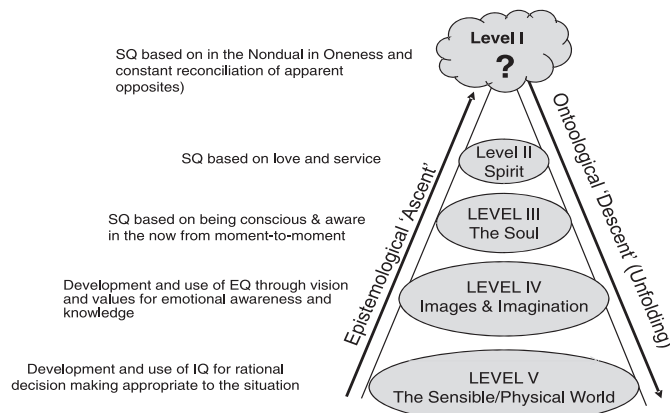 SQ based on in the Nondual in Oneness and
constant reconciliation of apparent
opposites)
Level I
?
SQ based on love and service
Level II
Spirit
SQ based on being conscious & aware
in the now from moment-to-moment
LEVEL III
The Soul
Development and use of EQ through vision
and values for emotional awareness and
knowledge
LEVEL IV
Images & Imagination
Development and use of IQ for rational
decision making appropriate to the situation
LEVEL V
The Sensible/Physical World
Epistemological 'Ascent'
Ontoological 'Descent' (Unfolding)